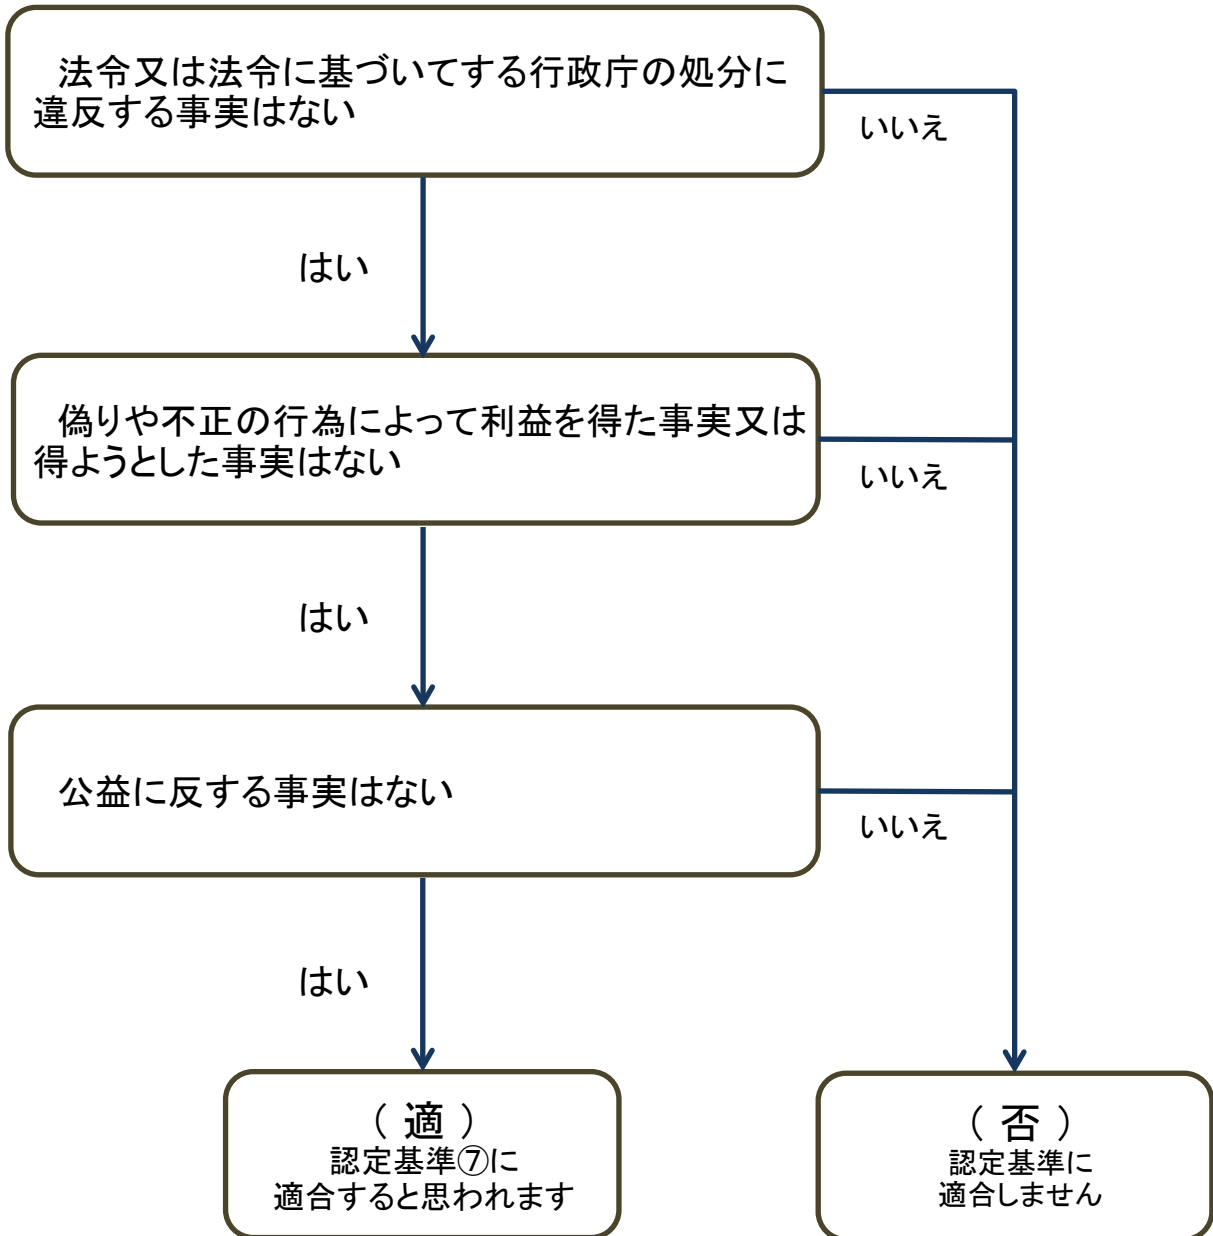 法令又は法令に基づいてする行政庁の処分に
違反する事実はない
いいえ
はい
偽りや不正の行為によって利益を得た事実又は
得ようとした事実はない
いいえ
はい
公益に反する事実はない
いいえ
はい
（ 適 ）
認定基準⑦に
適合すると思われます
（ 否 ）
認定基準に
適合しません